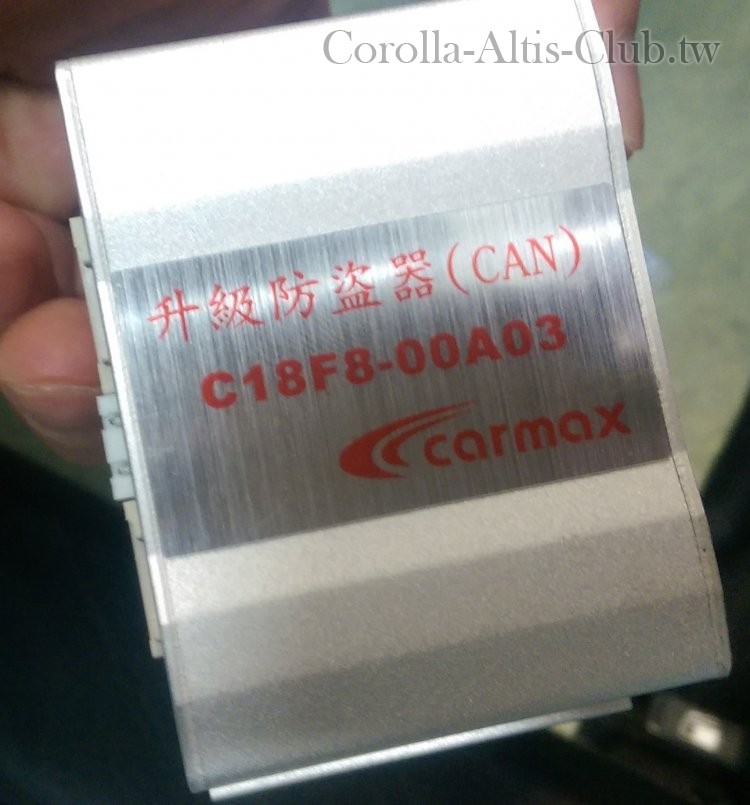 Corolla-Altis-Club.tw
升級防盜器(CAN)
C18F8-00A03
carmax